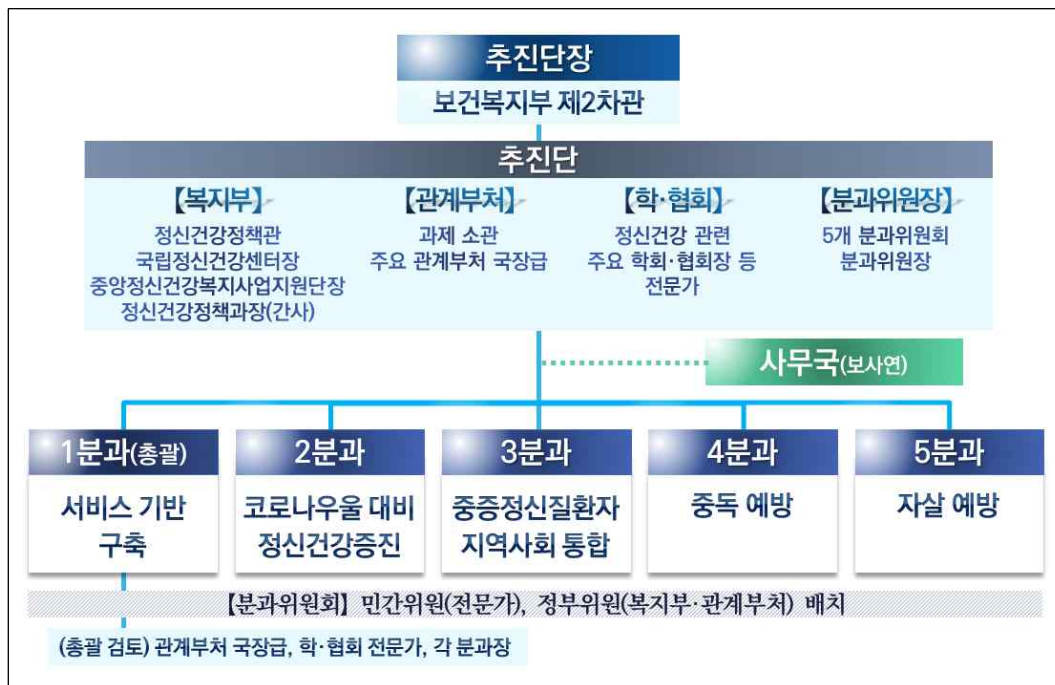 추진단장
보건복지부 제2차관
추진단
【복지부】
정신건강정책관
국립정신건강센터장
중앙정신건강복지사업지원단장
정신건강정책과장(간사)
【관계부처】
과제 소관
주요 관계부처 국장급
【학·협회】
정신건강 관련
주요 학회·협회장 등
전문가
【분과위원장】
5개 분과위원회
분과위원장
사무국(보사연)
1분과(총괄)
서비스 기반
구축
2분과
코로나우울 대비
정신건강증진
3분과
중증정신질환자
지역사회 통합
4분과
중독 예방
5분과
자살 예방
【분과위원회】 민간위원(전문가), 정부위원(복지부·관계부처) 배치
(총괄 검토) 관계부처 국장급, 학·협회 전문가, 각 분과장